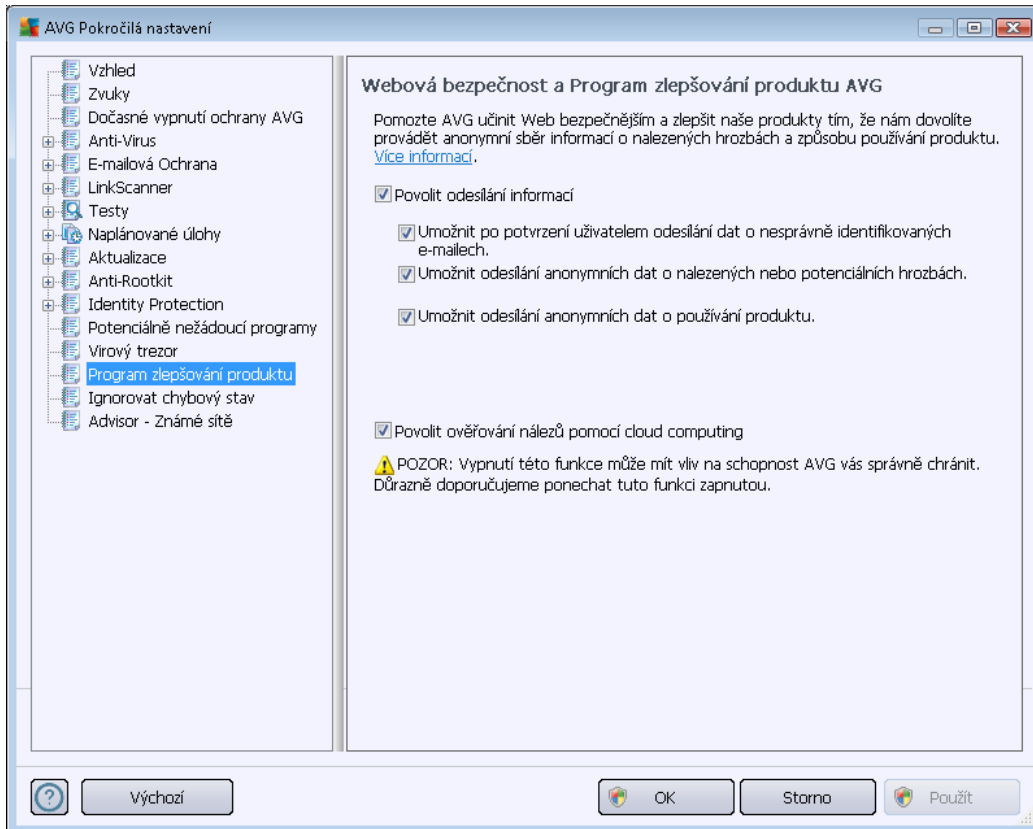 AVG Pokročilá nastavení
Vzhled
Zvuky
Dočasné vypnutí ochrany AVG
Anti-Virus
E-mailová Ochrana
LinkScanner
Testy
Naplánované úlohy
Aktualizace
Anti-Rootkit
Identity Protection
Potenciálně nežádoucí programy
Virový trezor
Program zlepšování produktu
Ignorovat chybový stav
Advisor - Známé sítě
Webová bezpečnost a Program zlepšování produktu AVG
Pomozte AVG učinit Web bezpečnějším a zlepšit naše produkty tím, že nám dovolíte
provádět anonymní sběr informací o nalezených hrozbách a způsobu používání produktu.
Více informací.
Povolit odesílání informací
Umožnit po potvrzení uživatelem odesílání dat o nesprávně identifikovaných
e-mailech.
Umožnit odesílání anonymních dat o nalezených nebo potenciálních hrozbách.
Umožnit odesílání anonymních dat o používání produktu.
Povolit ověřování nálezů pomocí cloud computing
POZOR: Vypnutí této funkce může mít vliv na schopnost AVG vás správně chránit.
Důrazně doporučujeme ponechat tuto funkci zapnutou.
Výchozí
OK
Storno
Použít